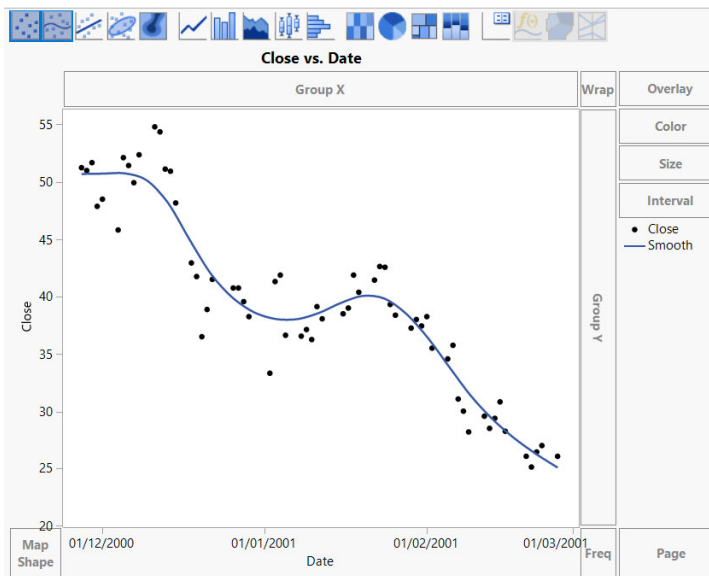 f(x)
Close vs. Date
Group X
Wrap
Overlay
Color
Size
Interval
Close
Smooth
Group Y
55
50
45
40
35
30
25
20
Close
01/12/2000
01/01/2001
01/02/2001
01/03/2001
Date
Map
Shape
Freq
Page